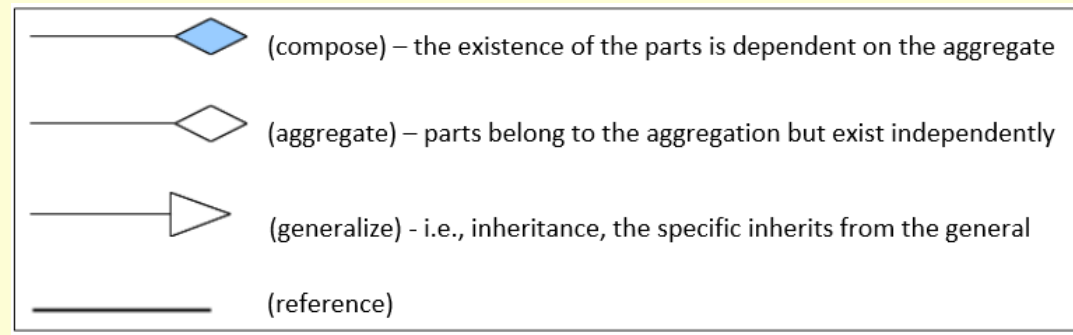 (compose) – the existence of the parts is dependent on the aggregate
(aggregate) – parts belong to the aggregation but exist independently
(generalize) - i.e., inheritance, the specific inherits from the general
(reference)